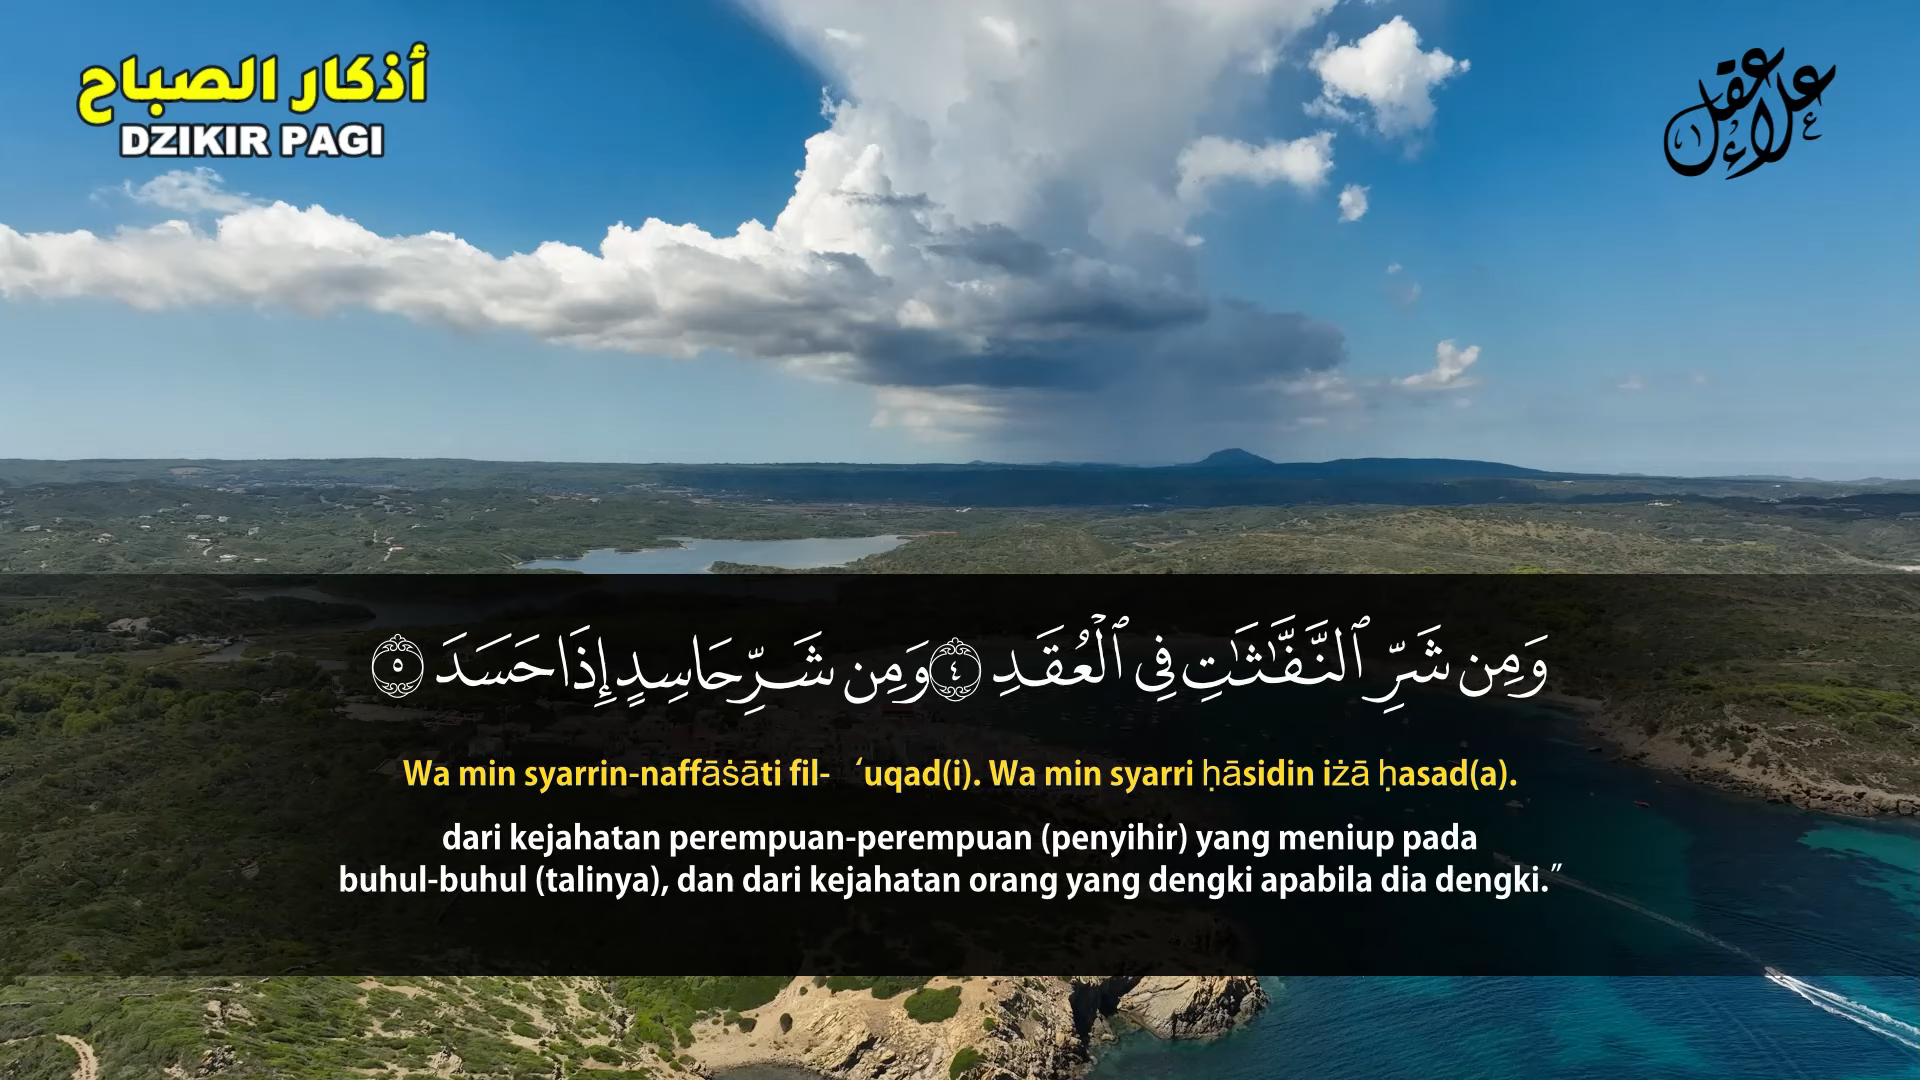 أذكار الصباح
DZIKIR PAGI
علاء عقل
وَمِن شَرِّ ٱلنَّفَّـٰثَـٰتِ فِى ٱلْعُقَدِ ٤ وَمِن شَرِّ حَاسِدٍ إِذَا حَسَدَ ٥
Wa min syarrin-naffāṡāti fil- ‘uqad(i). Wa min syarri ḥāsidin iżā ḥasad(a).
dari kejahatan perempuan-perempuan (penyihir) yang meniup pada
buhul-buhul (talinya), dan dari kejahatan orang yang dengki apabila dia dengki.”